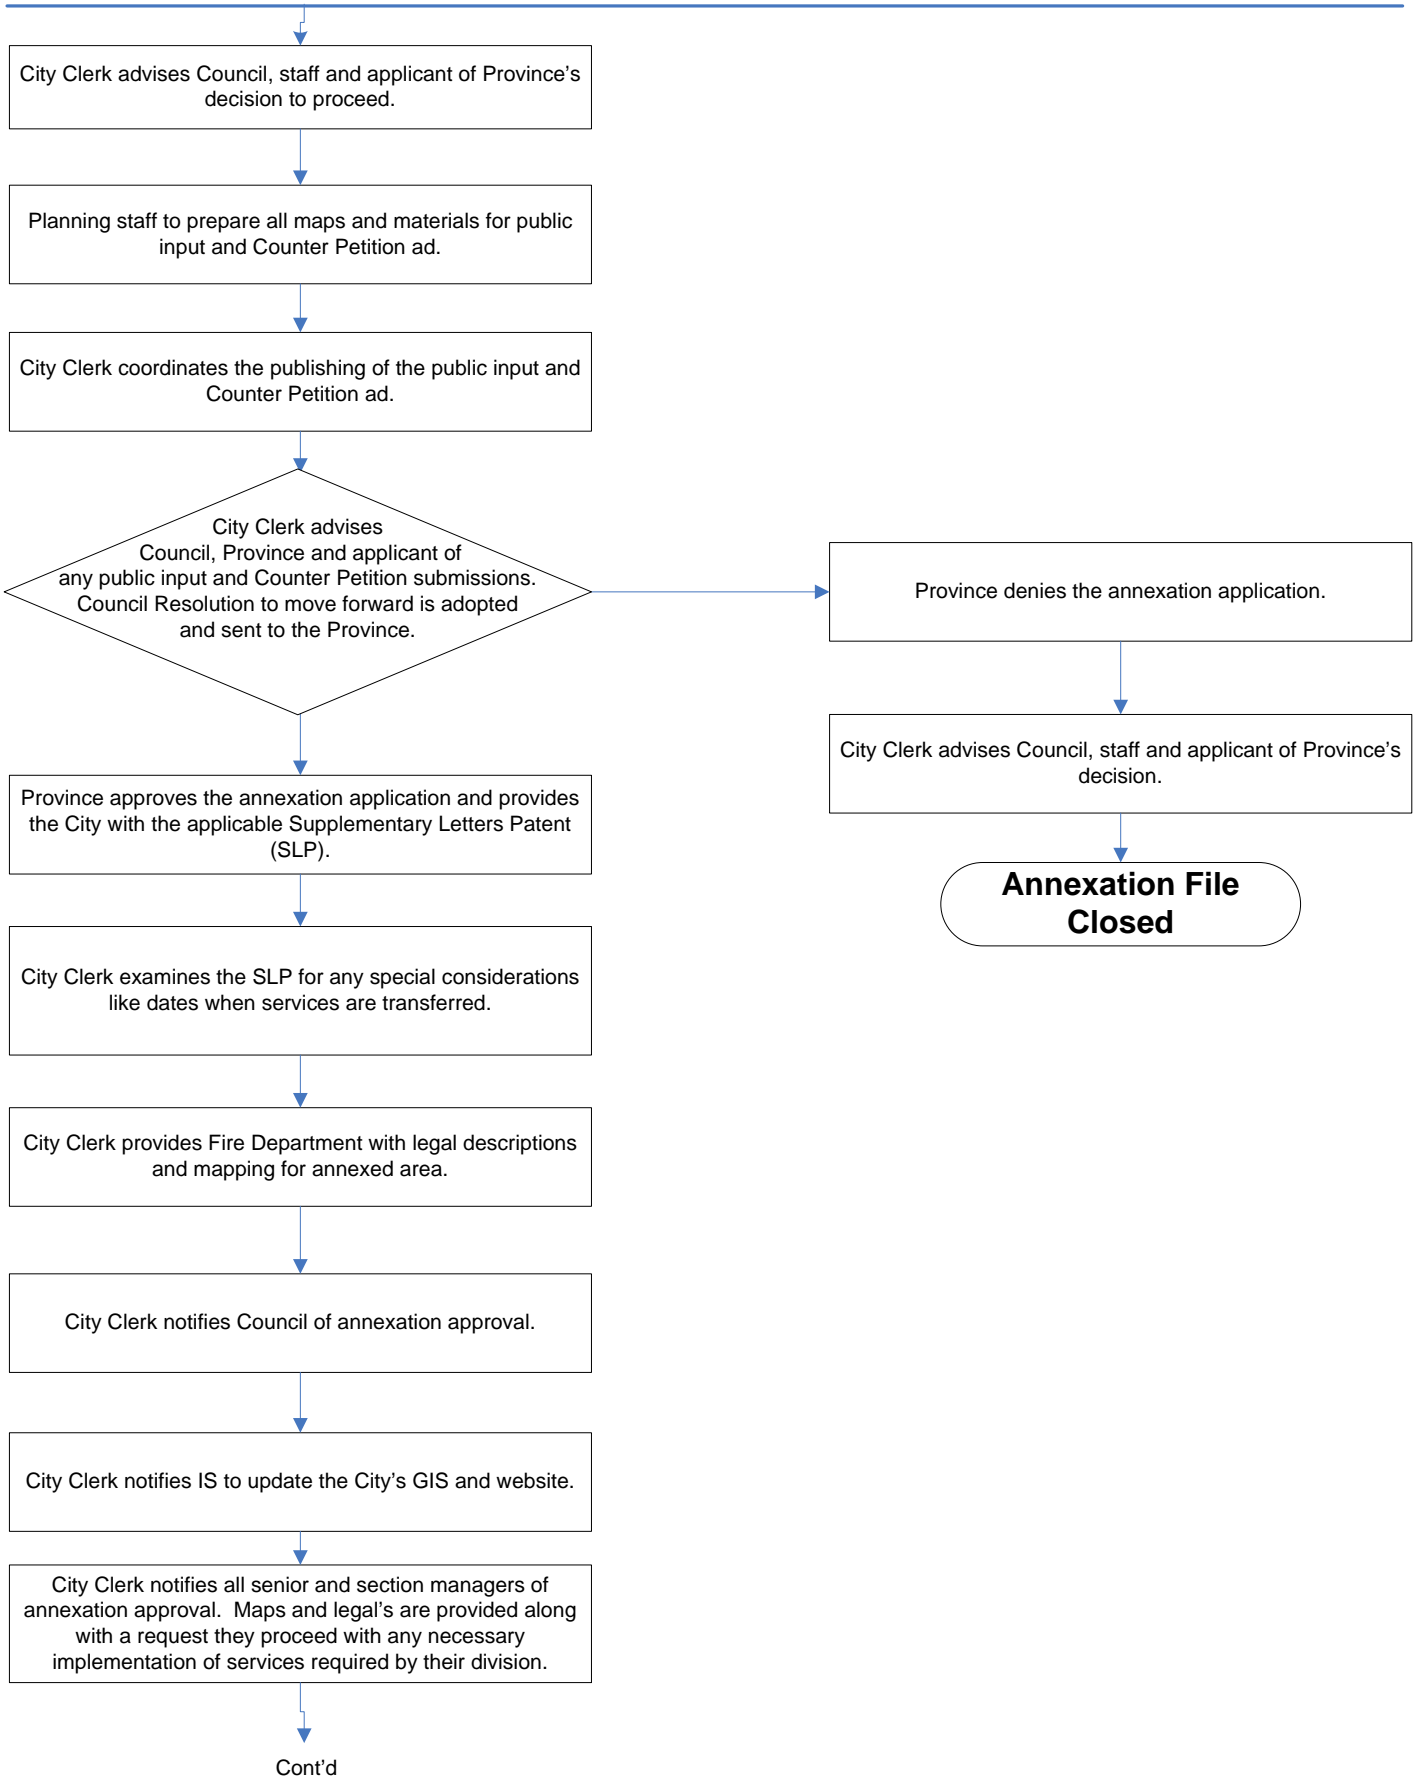 City Clerk advises Council, staff and applicant of Province’s
decision to proceed.
Planning staff to prepare all maps and materials for public
input and Counter Petition ad.
City Clerk coordinates the publishing of the public input and
Counter Petition ad.
City Clerk advises
Council, Province and applicant of
any public input and Counter Petition submissions.
Council Resolution to move forward is adopted
and sent to the Province.
Province denies the annexation application.
City Clerk advises Council, staff and applicant of Province’s
decision.
Annexation File
Closed
Province approves the annexation application and provides
the City with the applicable Supplementary Letters Patent
(SLP).
City Clerk examines the SLP for any special considerations
like dates when services are transferred.
City Clerk provides Fire Department with legal descriptions
and mapping for annexed area.
City Clerk notifies Council of annexation approval.
City Clerk notifies IS to update the City’s GIS and website.
City Clerk notifies all senior and section managers of
annexation approval.  Maps and legal’s are provided along
with a request they proceed with any necessary
implementation of services required by their division.
Cont’d